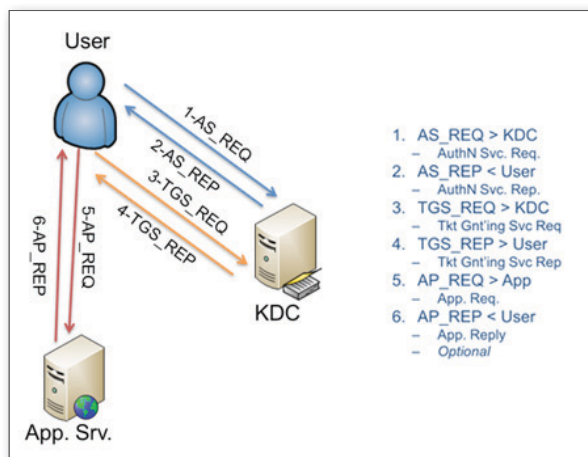 User
1-AS_REQ
2-AS_REP
3-TGS_REQ
4-TGS_REP
5-AP_REQ
6-AP_REP
KDC
App. Srv.
1. AS_REQ > KDC
– AuthN Svc. Req.
2. AS_REP < User
– AuthN Svc. Rep.
3. TGS_REQ > KDC
– Tkt Gnt'ing Svc Req
4. TGS_REP > User
– Tkt Gnt'ing Svc Rep
5. AP_REQ > App
– App. Req.
6. AP_REP < User
– App. Reply
– Optional